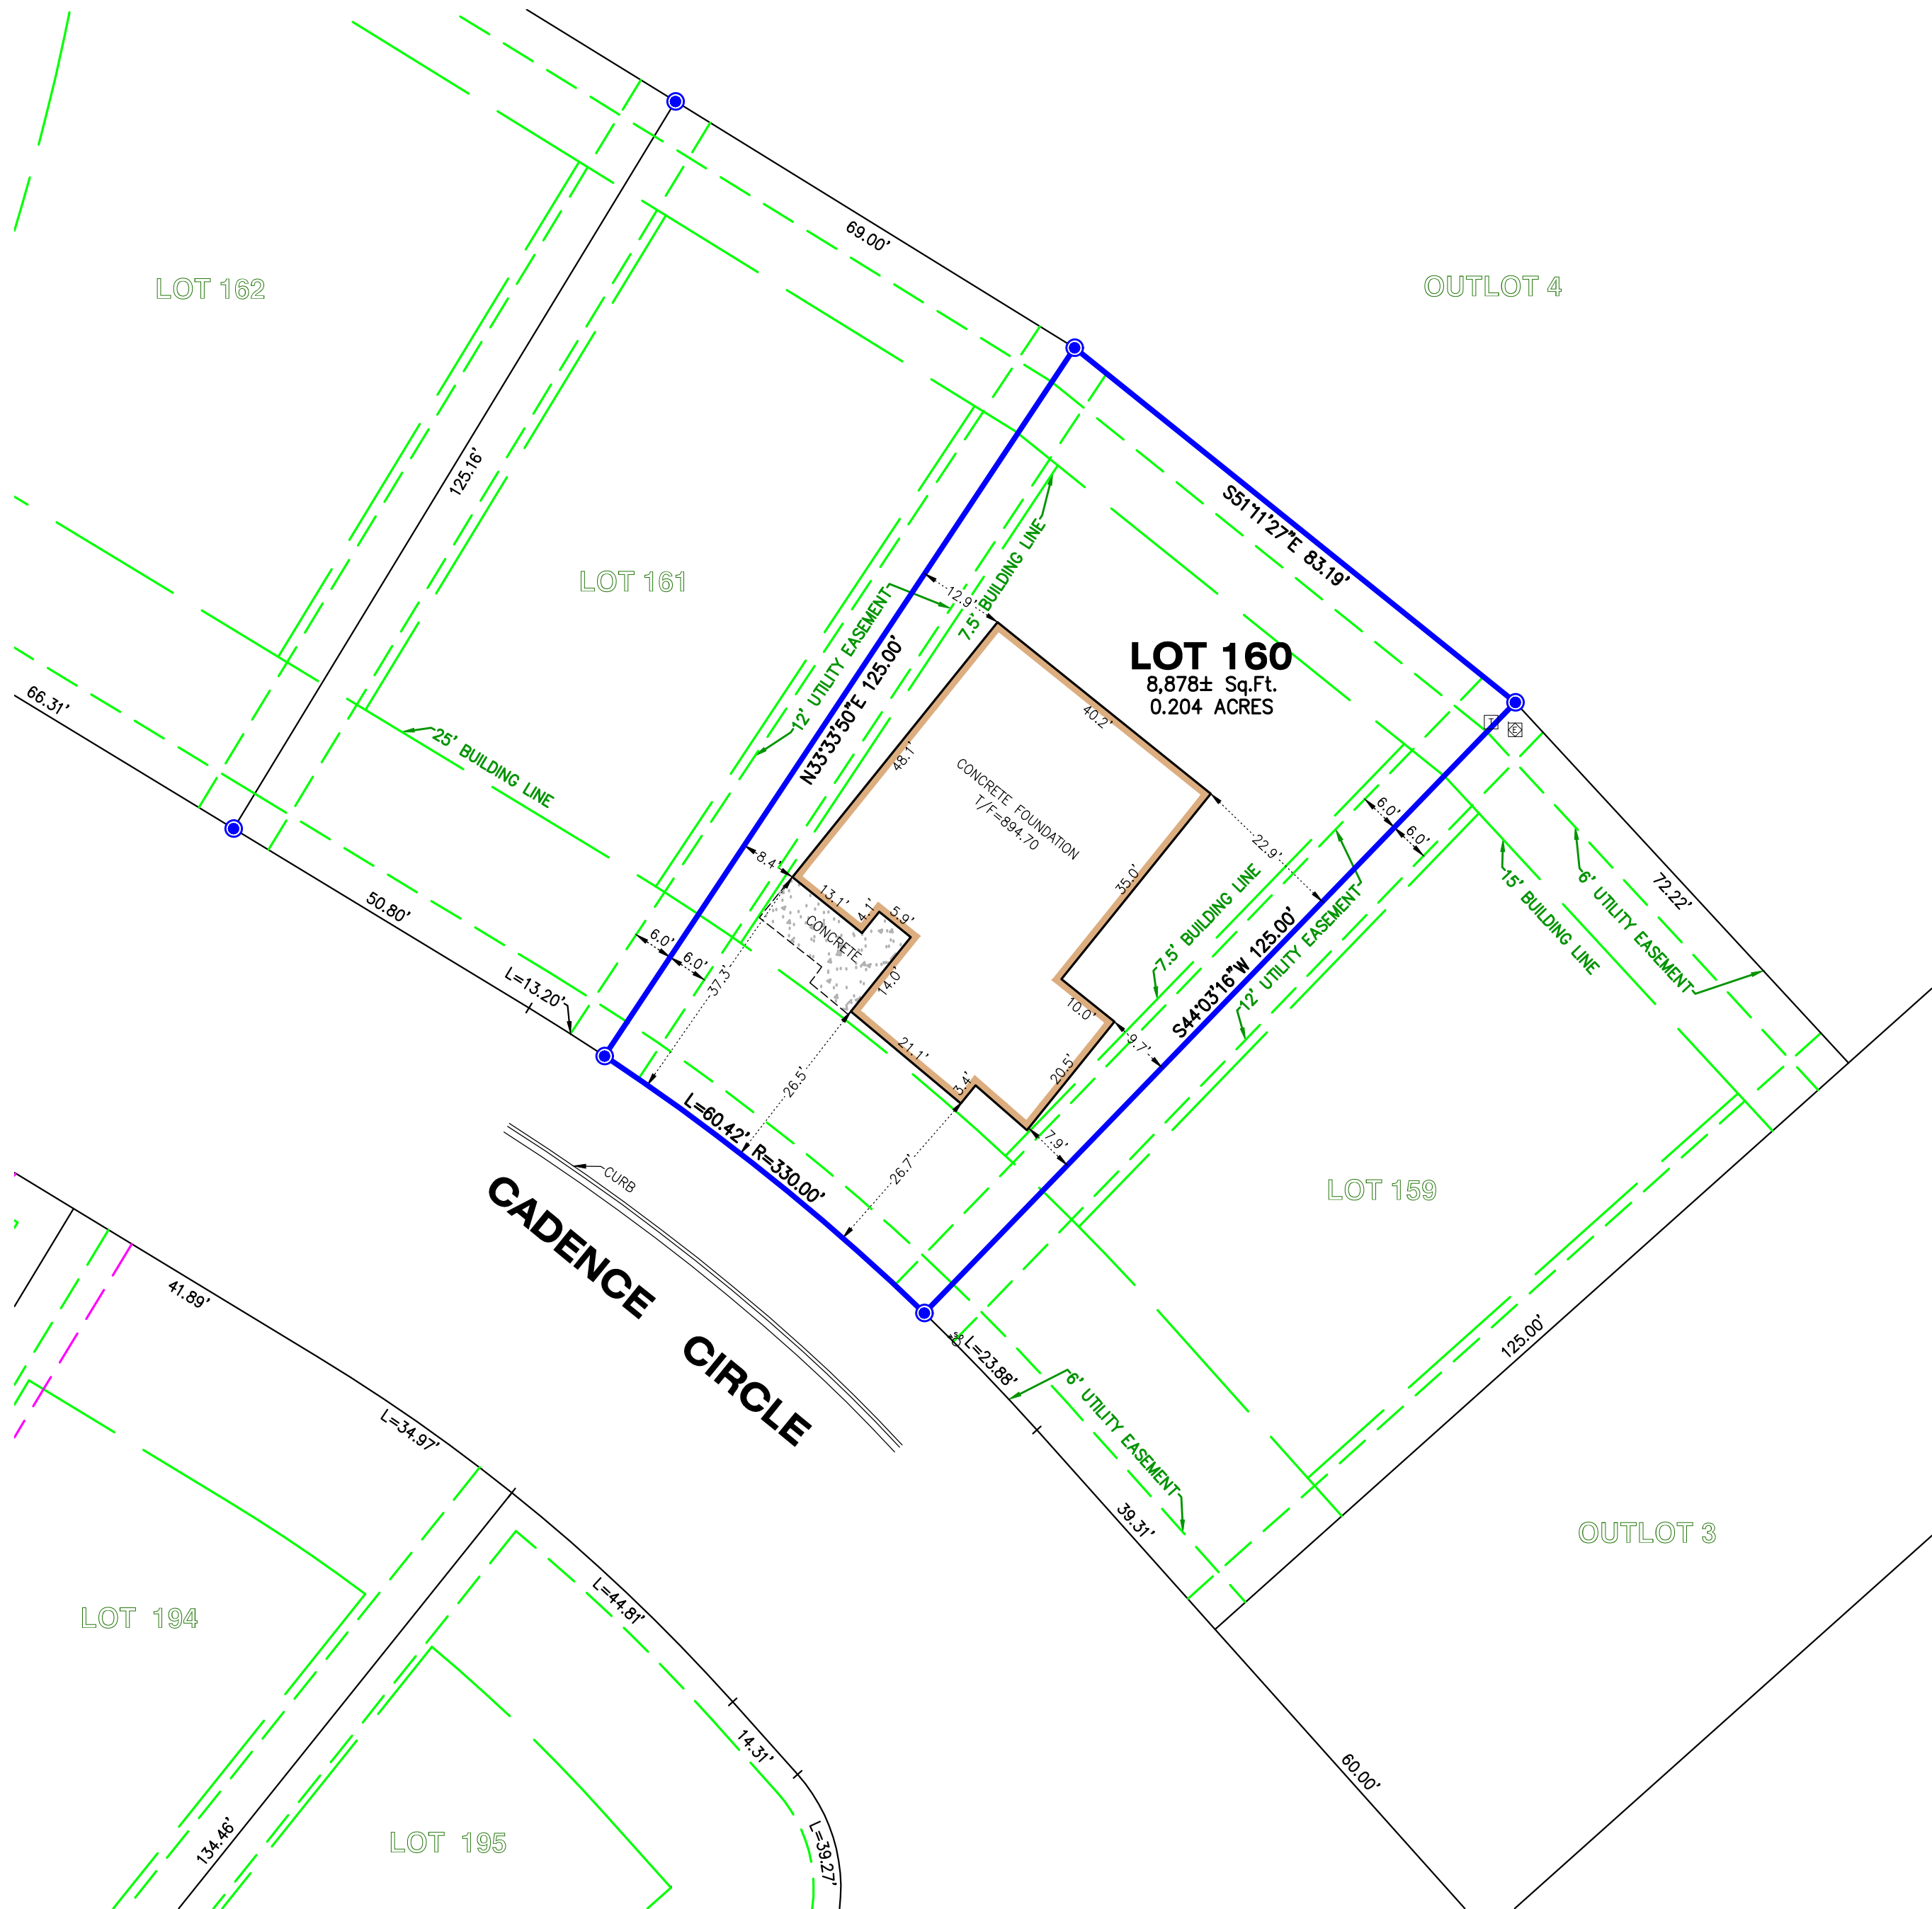 69.00'
LOT 162
OUTLOT 4
125.16'
S51°11'27"E 83.19'
LOT 161
7.5' BUILDING LINE
12.9'
12' UTILITY EASEMENT
N33°33'50"E 125.00'
LOT 160
8,878± Sq.Ft.
0.204 ACRES
66.31'
25' BUILDING LINE
48.1'
40.2'
CONCRETE FOUNDATION
T/F=894.70
6.0'
6.0'
22.9'
8.4'
35.0'
13.1'
4.1'
5.9'
CONCRETE
14.0'
7.5' BUILDING LINE
S44°03'16"W 125.00'
12' UTILITY EASEMENT
15' BUILDING LINE
6' UTILITY EASEMENT
72.22'
50.80'
L=13.20'
6.0'
6.0'
37.3'
10.0'
9.7'
21.1'
3.4'
20.5'
26.5'
7.9'
26.7'
L=60.42' R=330.00'
CURB
CADENCE CIRCLE
LOT 159
41.89'
L=23.88'
6' UTILITY EASEMENT
125.00'
L=34.97'
39.31'
OUTLOT 3
LOT 194
L=44.81'
14.31'
60.00'
134.46'
LOT 195
L=39.27'
T
E